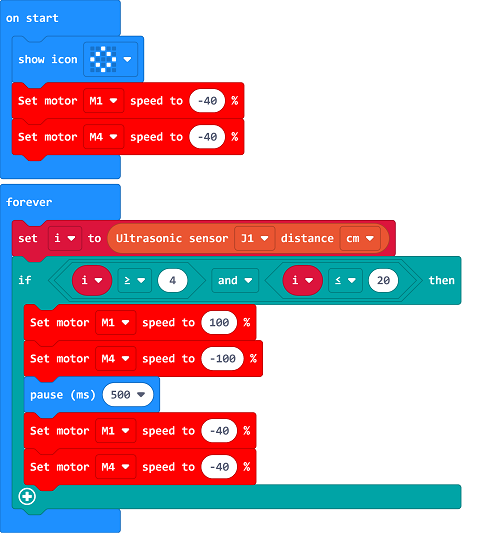 on start
show icon
Set motor M1 speed to -40 %
Set motor M4 speed to -40 %
forever
set i to Ultrasonic sensor J1 distance cm
if i ≥ 4 and i ≤ 20 then
Set motor M1 speed to 100 %
Set motor M4 speed to -100 %
pause (ms) 500
Set motor M1 speed to -40 %
Set motor M4 speed to -40 %